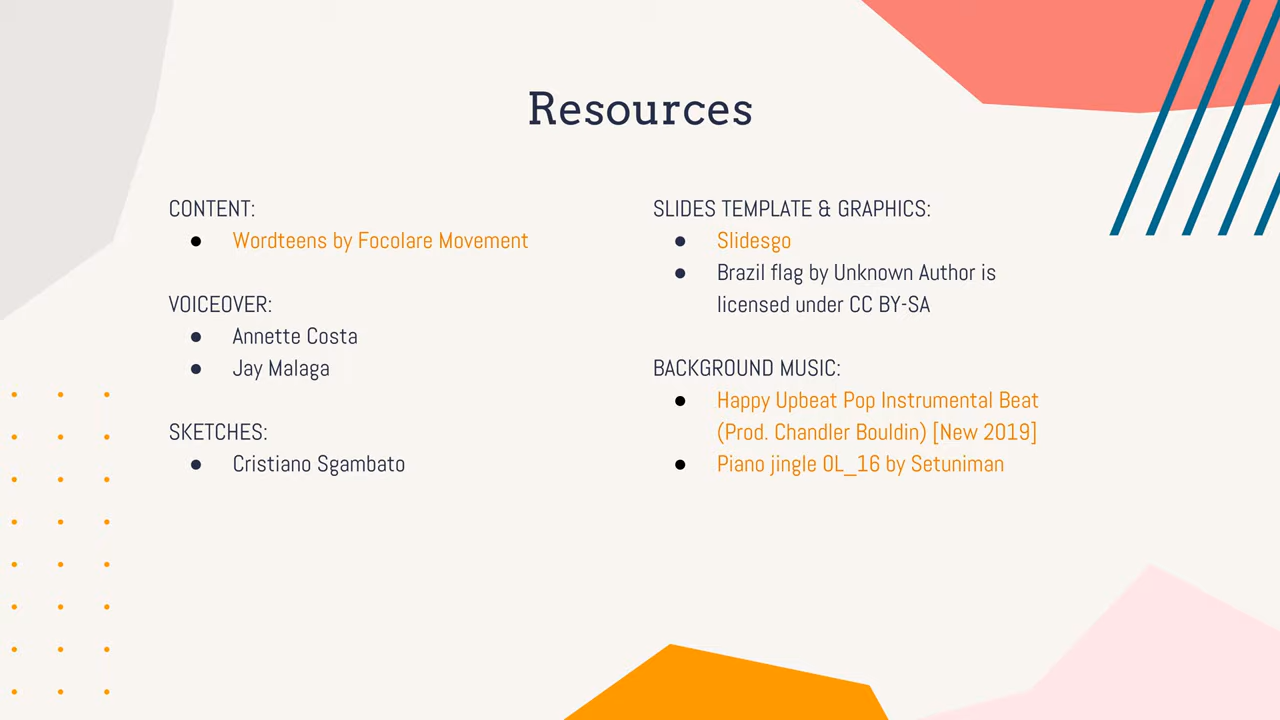 Resources
CONTENT:
● Wordteens by Focolare Movement
VOICEOVER:
● Annette Costa
● Jay Malaga
SKETCHES:
● Cristiano Sgambato
SLIDES TEMPLATE & GRAPHICS:
● Slidesgo
● Brazil flag by Unknown Author is
licensed under CC BY-SA
BACKGROUND MUSIC:
● Happy Upbeat Pop Instrumental Beat
(Prod. Chandler Bouldin) [New 2019]
● Piano jingle OL_16 by Setuniman